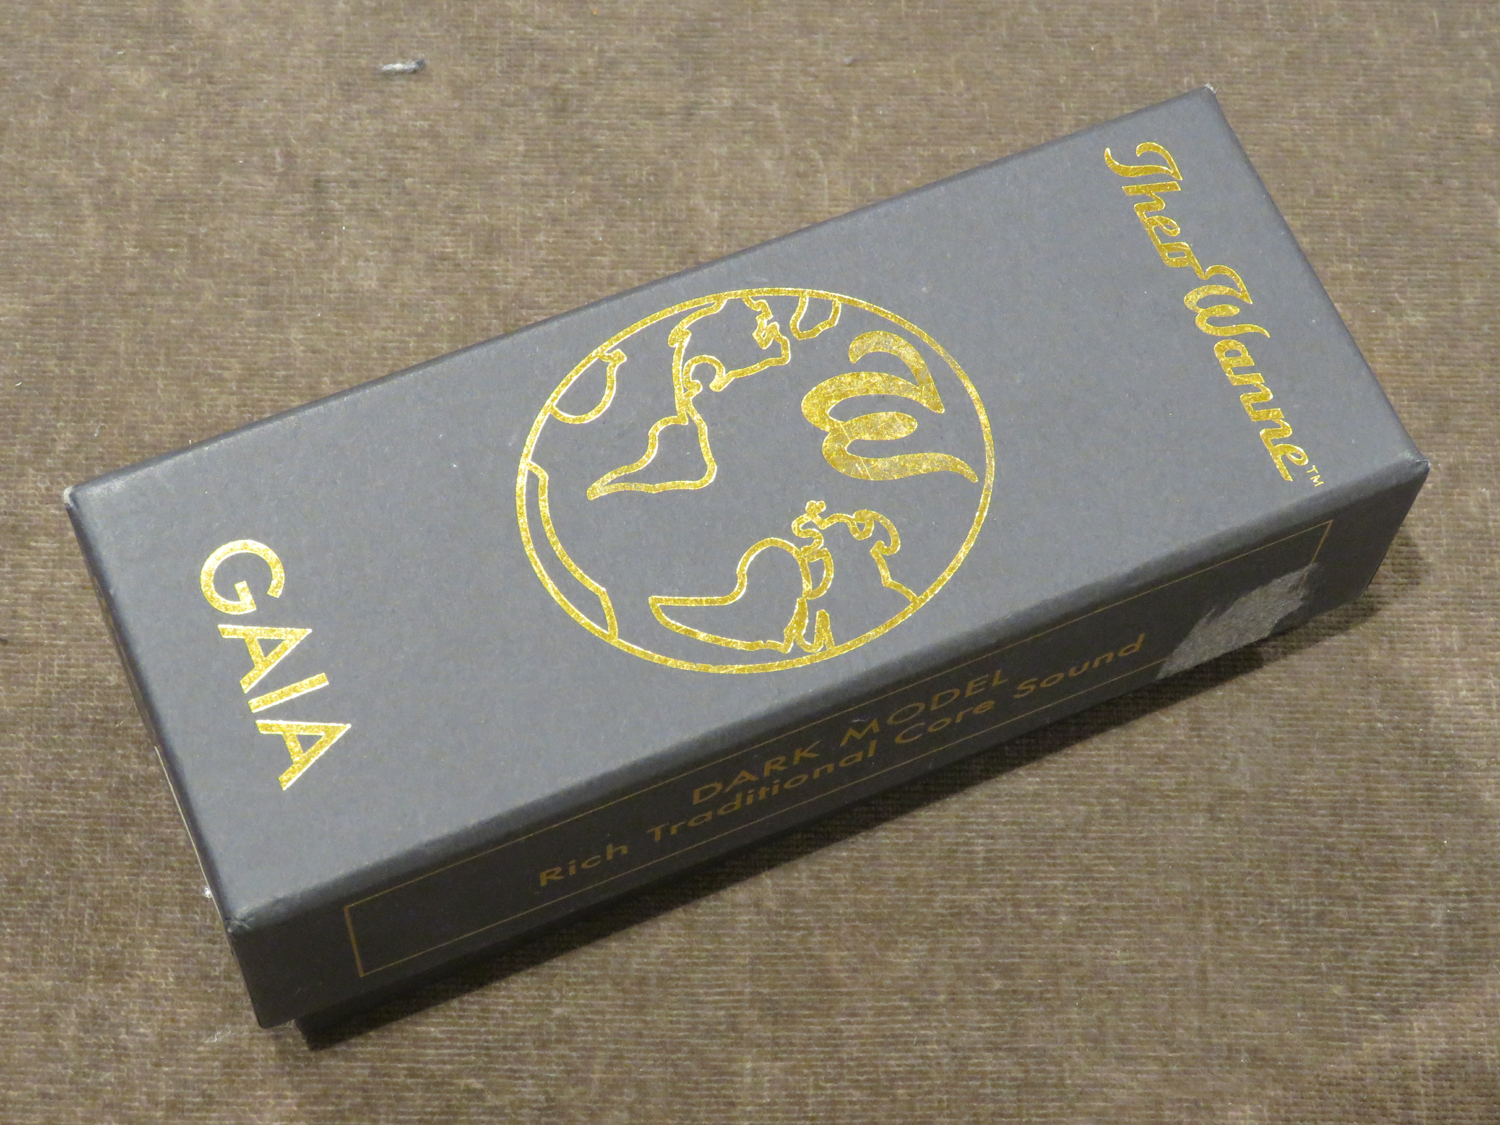 Theo Wanne™
GAIA
DARK MODEL
Rich Traditional Core Sound